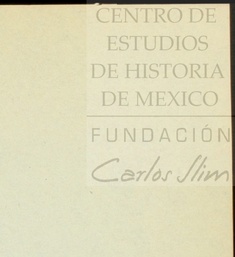 CENTRO DE
ESTUDIOS
DE HISTORIA
DE MEXICO
FUNDACIÓN
Carlos Slim